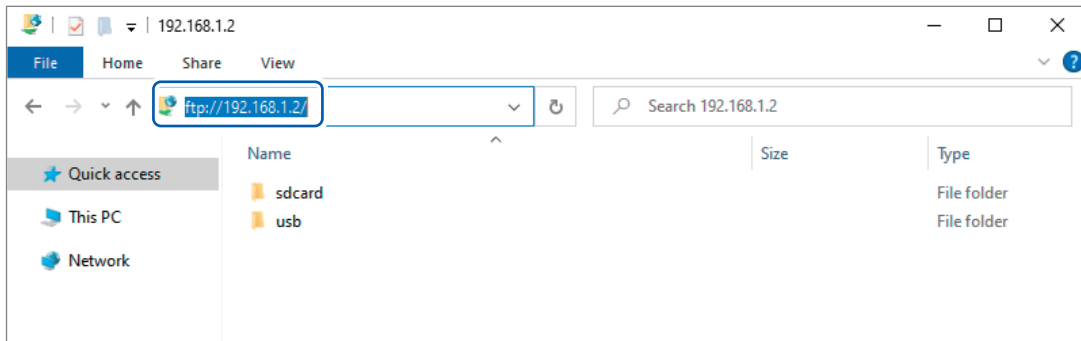 192.168.1.2
File Home Share View
ftp://192.168.1.2/ Search 192.168.1.2
Name Size Type
Quick access
sdcard File folder
This PC
usb File folder
Network